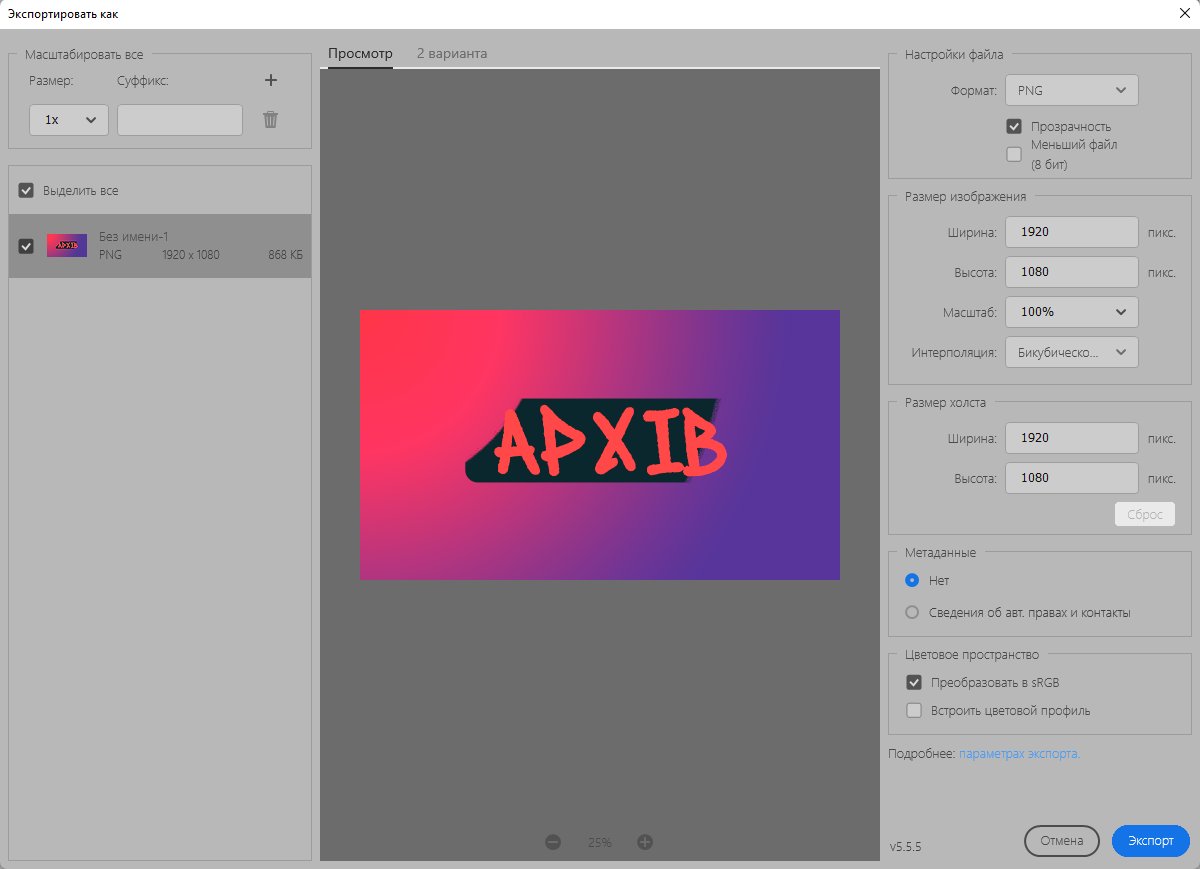 Экспортировать как
Масштабировать все
Размер:
Суффикс:
1x
Выделить все
Без имени-1
PNG
1920 x 1080
868 КБ
Просмотр
2 варианта
АРХІВ
25%
Настройки файла
Формат:
PNG
Прозрачность
Меньший файл
(8 бит)
Размер изображения
Ширина:
1920
пикс.
Высота:
1080
пикс.
Масштаб:
100%
Интерполяция:
Бикубическо...
Размер холста
Ширина:
1920
пикс.
Высота:
1080
пикс.
Сброс
Метаданные
Нет
Сведения об авт. правах и контакты
Цветовое пространство
Преобразовать в sRGB
Встроить цветовой профиль
Подробнее: параметрах экспорта.
v5.5.5
Отмена
Экспорт